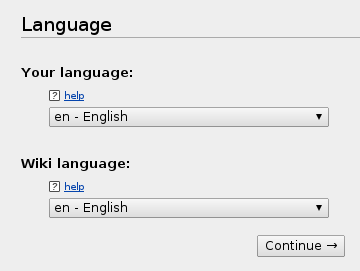 Language
Your language:
? help
en - English ▼
Wiki language:
? help
en - English ▼
Continue →